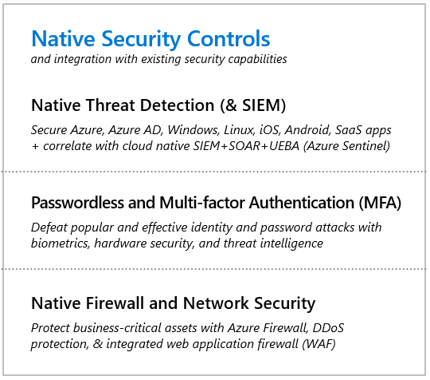 Native Security Controls
and integration with existing security capabilities
Native Threat Detection (& SIEM)
Secure Azure, Azure AD, Windows, Linux, iOS, Android, SaaS apps
+ correlate with cloud native SIEM+SOAR+UEBA (Azure Sentinel)
Passwordless and Multi-factor Authentication (MFA)
Defeat popular and effective identity and password attacks with
biometrics, hardware security, and threat intelligence
Native Firewall and Network Security
Protect business-critical assets with Azure Firewall, DDoS
protection, & integrated web application firewall (WAF)